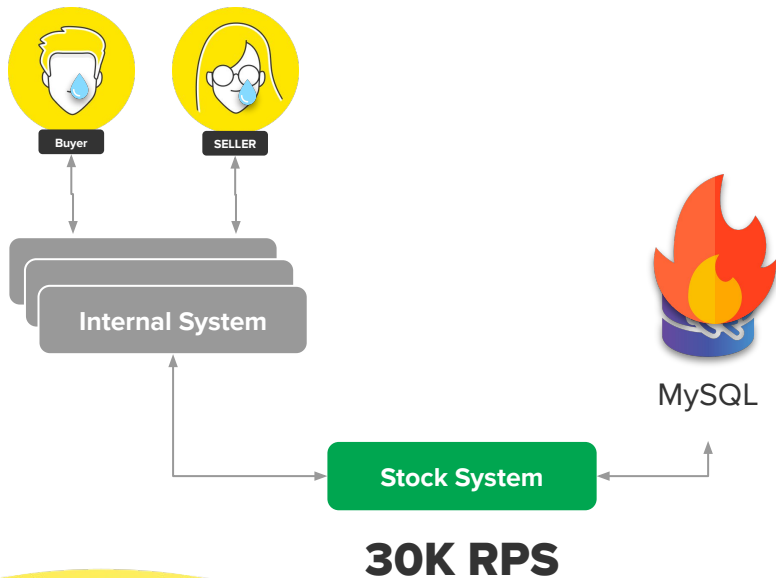 Buyer
SELLER
Internal System
MySQL
Stock System
30K RPS